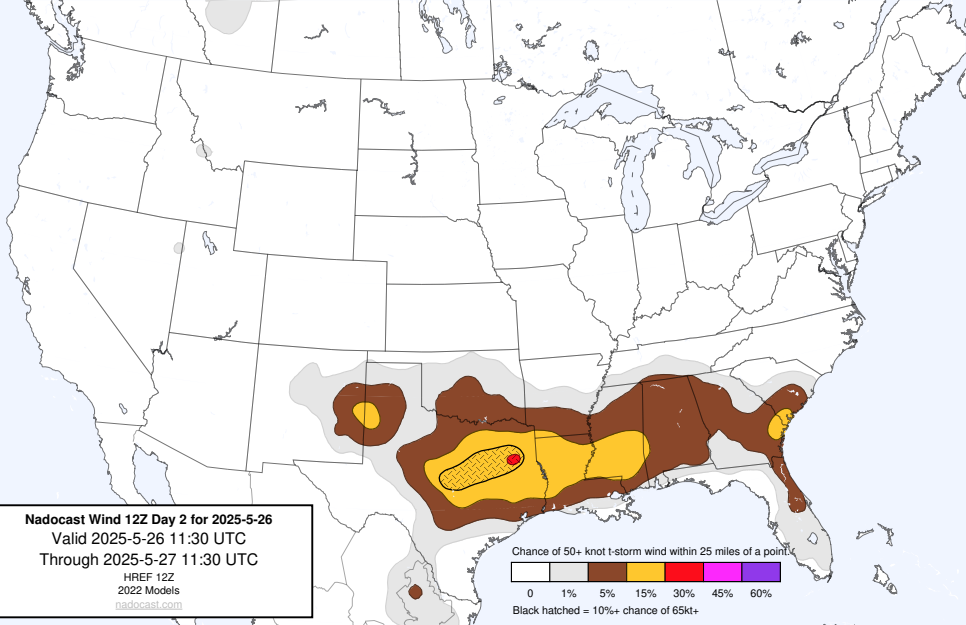 Nadocast Wind 12Z Day 2 for 2025-5-26
Valid 2025-5-26 11:30 UTC
Through 2025-5-27 11:30 UTC
HREF 12Z
2022 Models
nadocast.com
Chance of 50+ knot t-storm wind within 25 miles of a point.
0 1% 5% 15% 30% 45% 60%
Black hatched = 10%+ chance of 65kt+